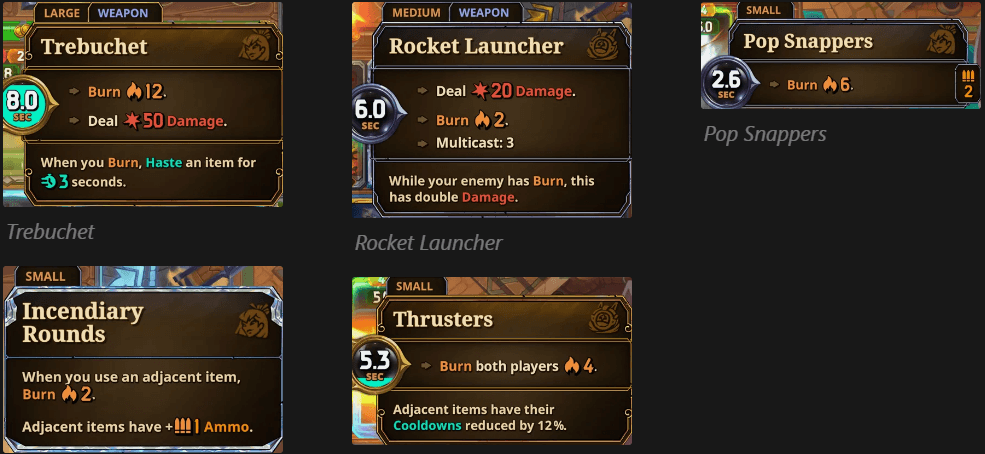 LARGE WEAPON
Trebuchet
8.0
SEC
Burn 12.
Deal 50 Damage.
When you Burn, Haste an item for
3 seconds.
Trebuchet
MEDIUM WEAPON
Rocket Launcher
6.0
SEC
Deal 20 Damage.
Burn 2.
Multicast: 3
While your enemy has Burn, this
has double Damage.
Rocket Launcher
SMALL
Pop Snappers
2.6
SEC
Burn 6.
2
Pop Snappers
SMALL
Incendiary
Rounds
When you use an adjacent item,
Burn 2.
Adjacent items have +1 Ammo.
SMALL
Thrusters
5.3
SEC
Burn both players 4.
Adjacent items have their
Cooldowns reduced by 12%.